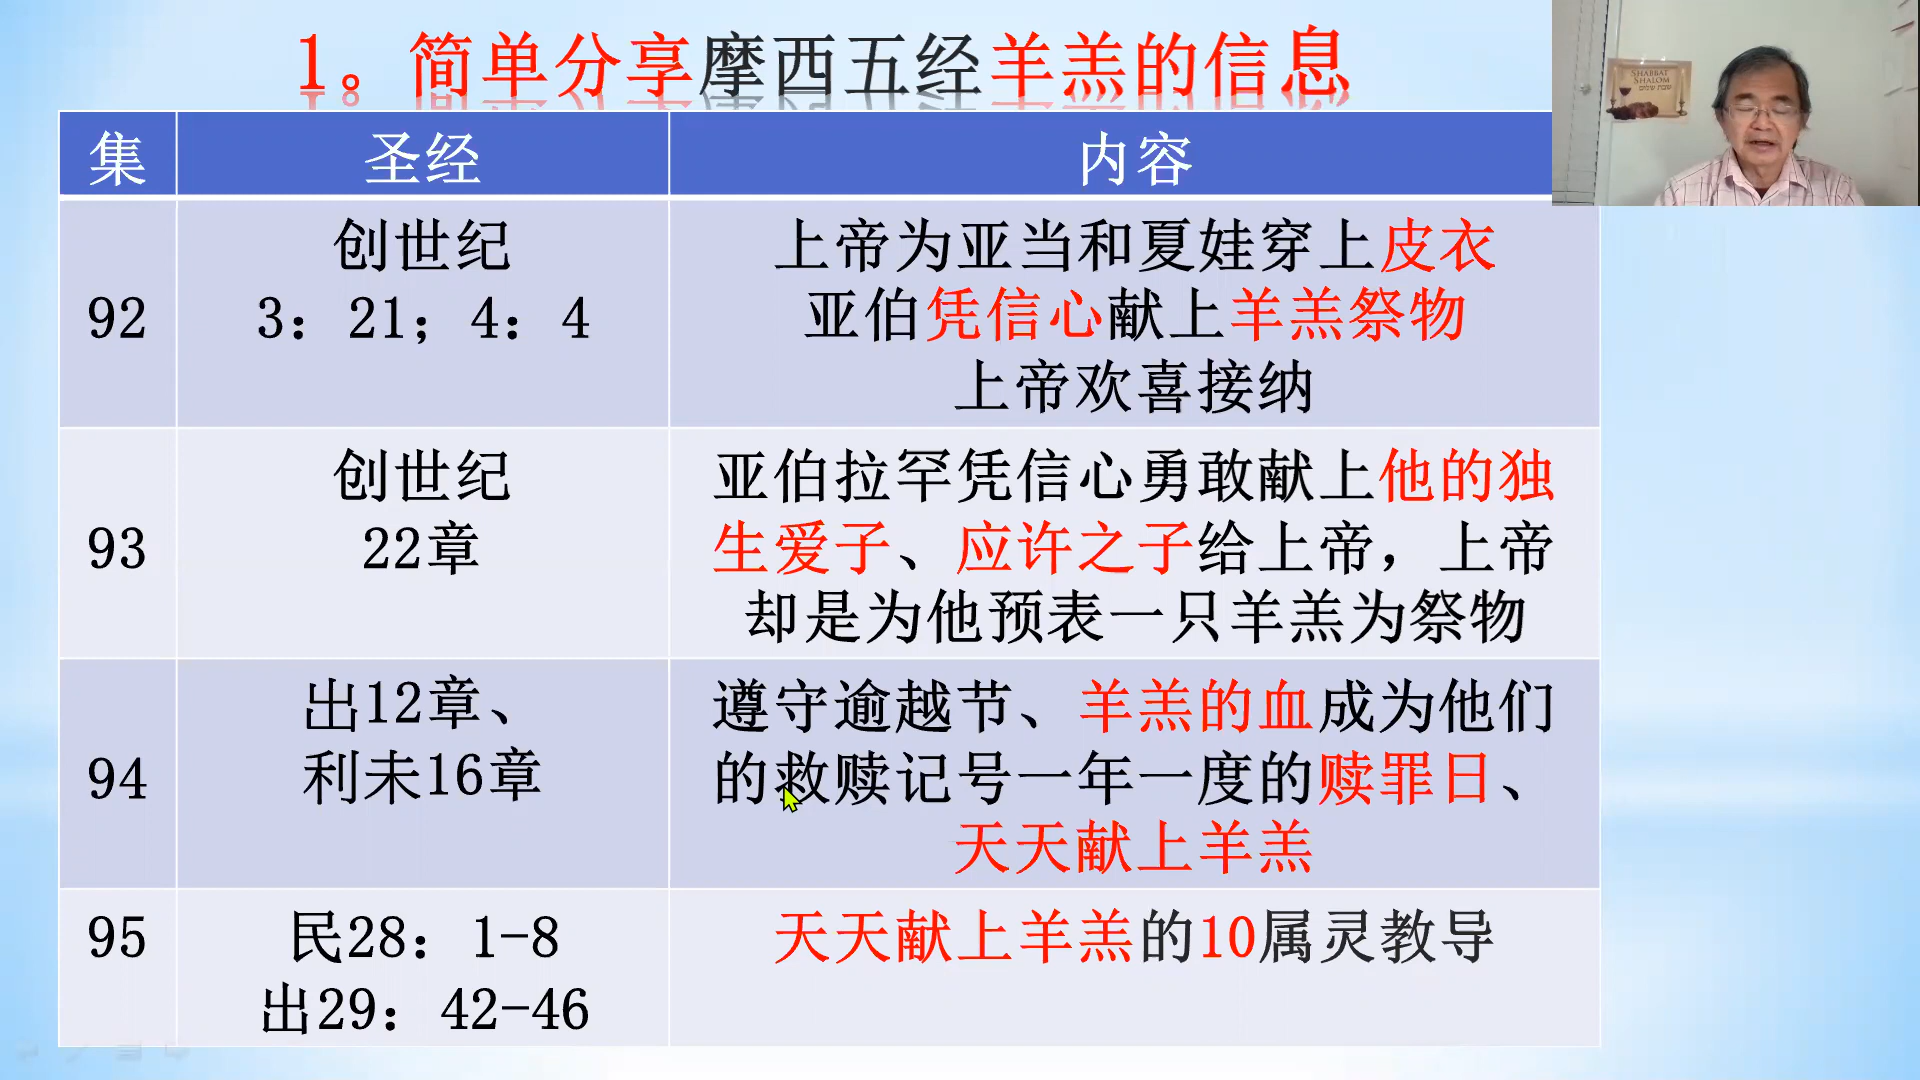 1。简单分享摩西五经羊羔的信息
SHABBAT
SHALOM
集 圣经 内容
92
创世纪
3：21；4：4
上帝为亚当和夏娃穿上皮衣
亚伯凭信心献上羊羔祭物
上帝欢喜接纳
93
创世纪
22章
亚伯拉罕凭信心勇敢献上他的独
生爱子、应许之子给上帝，上帝
却是为他预表一只羊羔为祭物
94
出12章、
利未16章
遵守逾越节、羊羔的血成为他们
的救赎记号一年一度的赎罪日、
天天献上羊羔
95
民28：1-8
出29：42-46
天天献上羊羔的10属灵教导